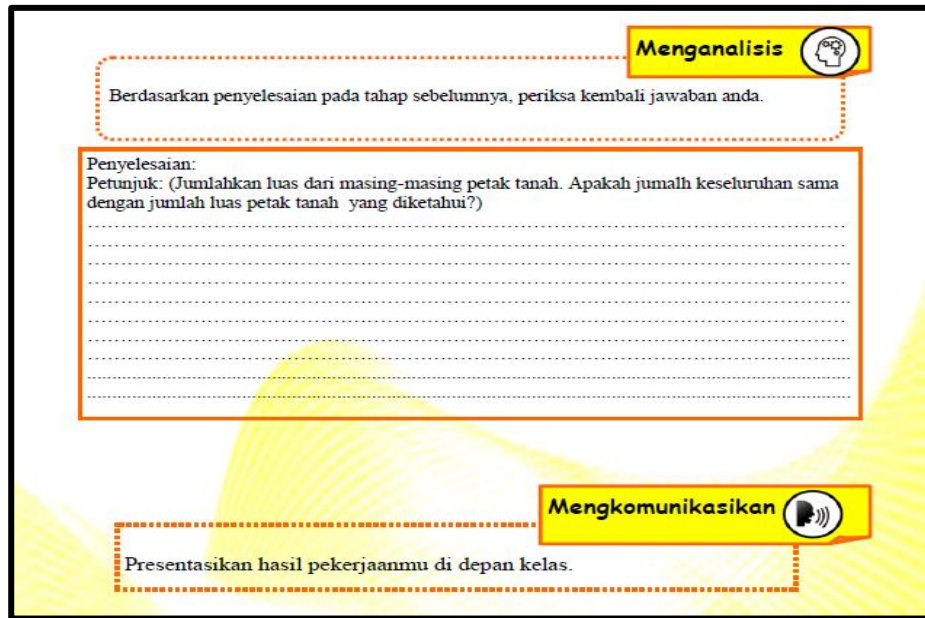 Menganalisis
Berdasarkan penyelesaian pada tahap sebelumnya, periksa kembali jawaban anda.
Penyelesaian:
Petunjuk: (Jumlahkan luas dari masing-masing petak tanah. Apakah jumalh keseluruhan sama
dengan jumlah luas petak tanah yang diketahui?)
Mengkomunikasikan
Presentasikan hasil pekerjaanmu di depan kelas.